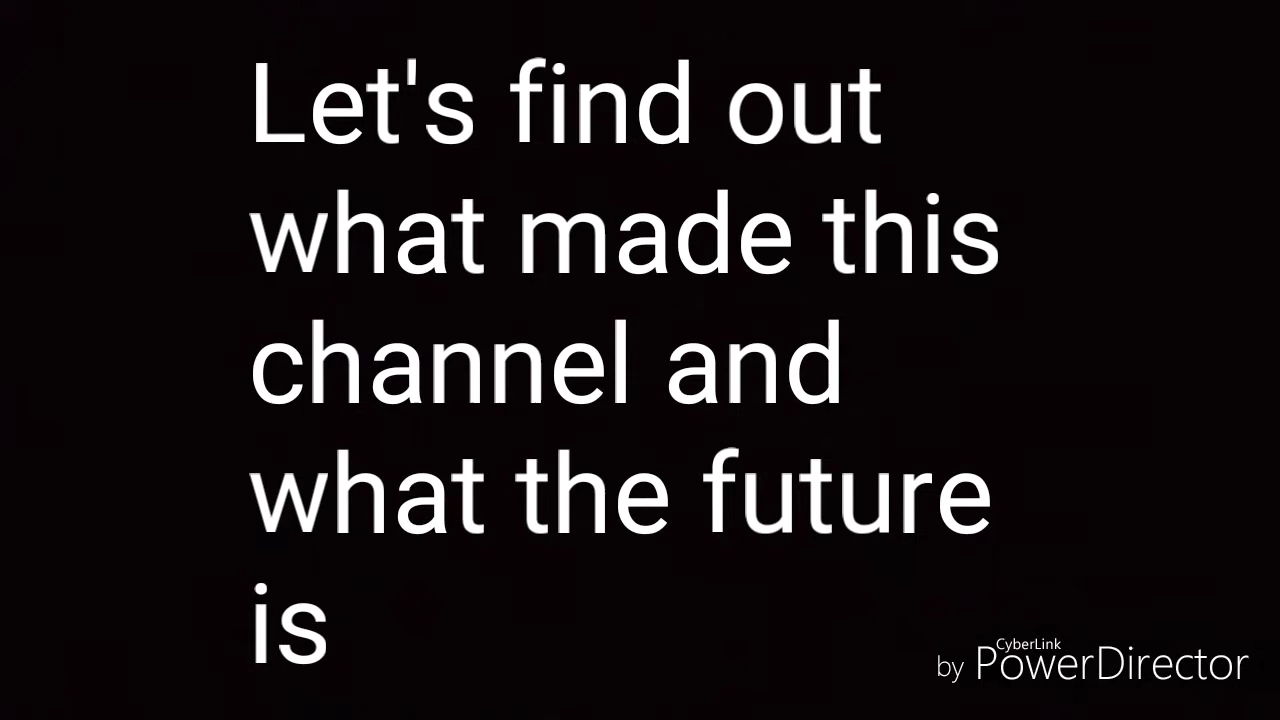 Let's find out
what made this
channel and
what the future
is
by CyberLink PowerDirector